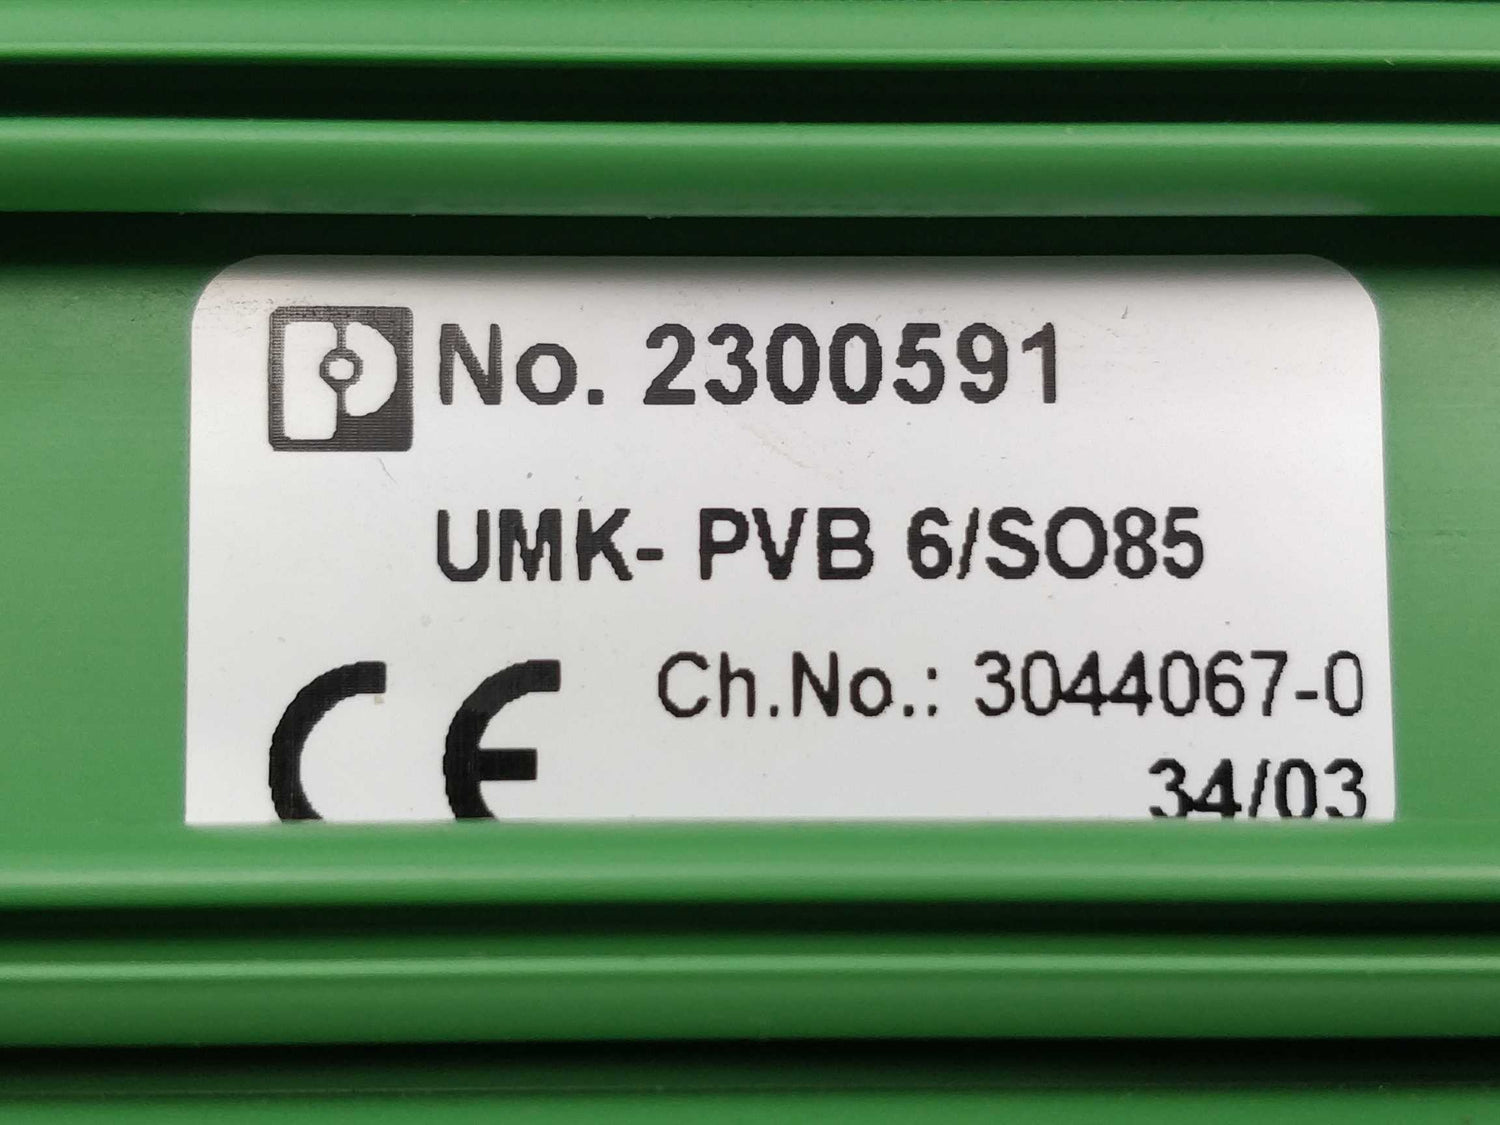 No. 2300591
UMK- PVB 6/SO85
CE
Ch.No.: 3044067-0
34/03